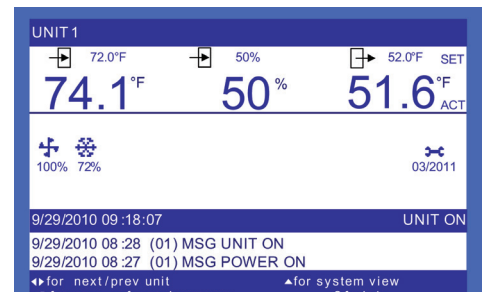 UNIT 1
72.0°F 50% 52.0°F SET
74.1°F 50% 51.6°F ACT
100% 72% 03/2011
9/29/2010 09:18:07 UNIT ON
9/29/2010 08:28 (01) MSG UNIT ON
9/29/2010 08:27 (01) MSG POWER ON
for next/prev unit for system view